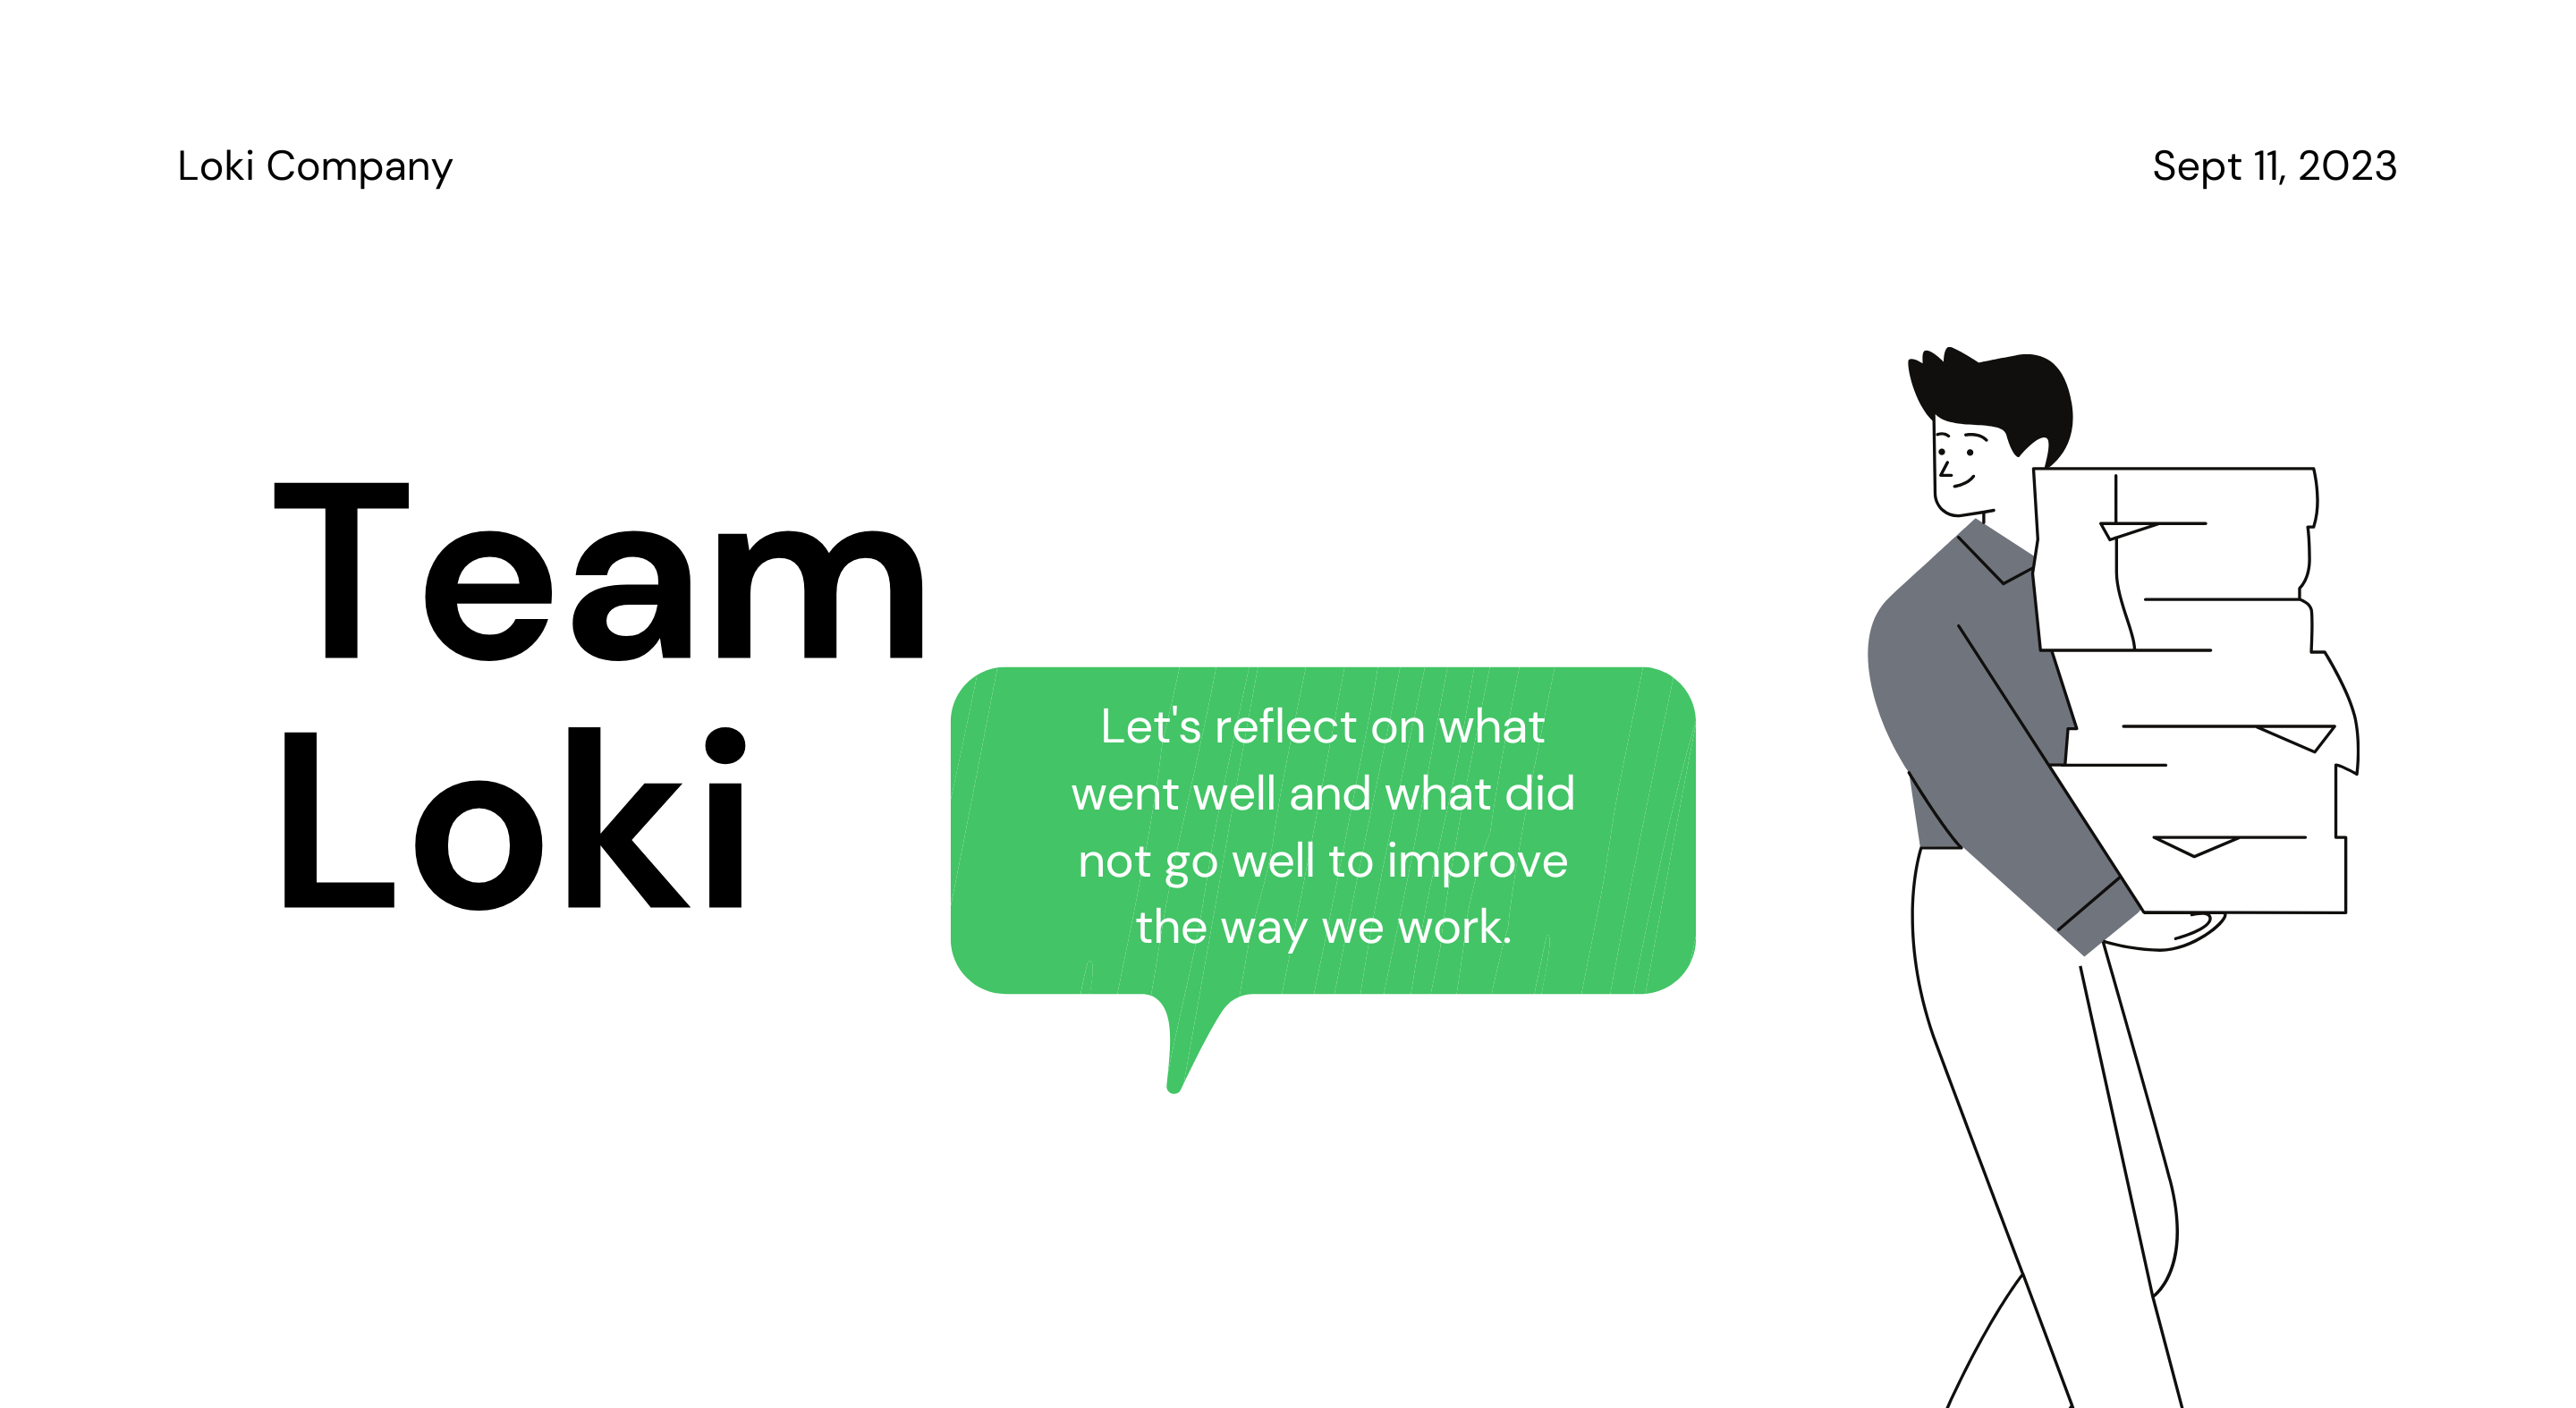 Loki Company
Sept 11, 2023
Team
Loki
Let's reflect on what
went well and what did
not go well to improve
the way we work.